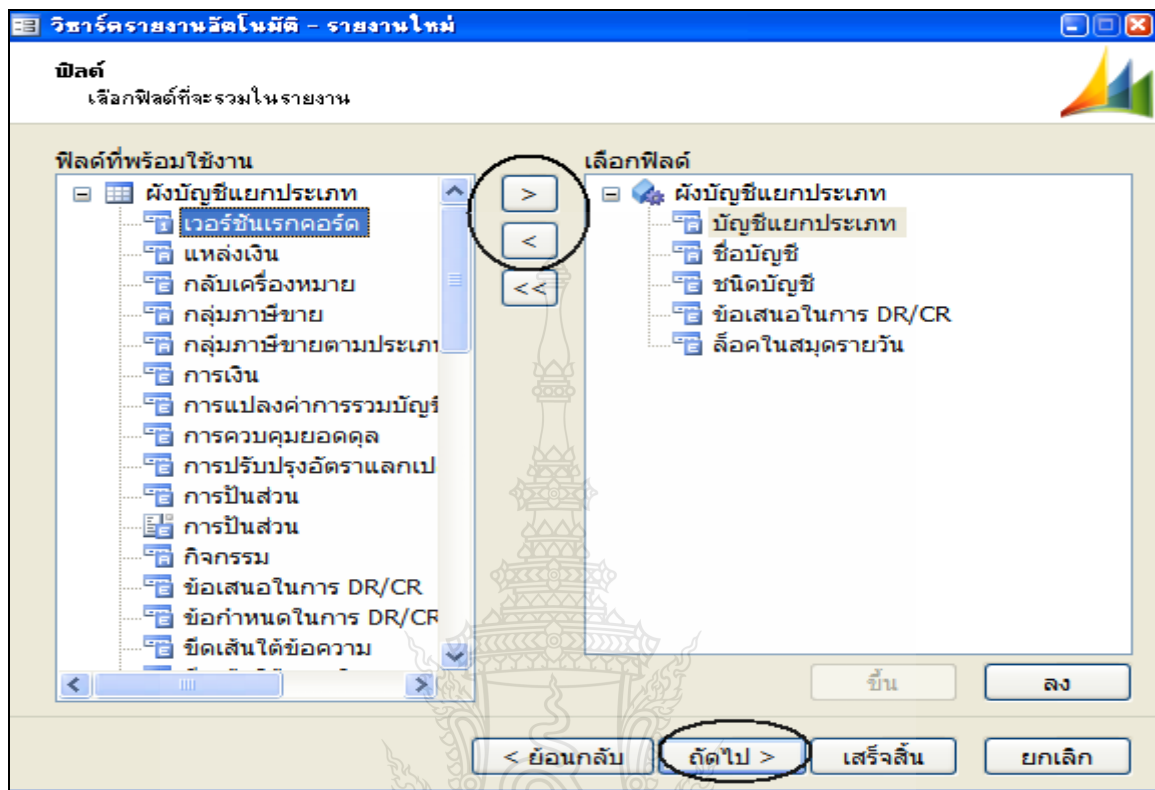 วิซาร์ดรายงานอัตโนมัติ - รายงานใหม่
ฟิลด์
เลือกฟิลด์ที่จะรวมในรายงาน
ฟิลด์ที่พร้อมใช้งาน
ผังบัญชีแยกประเภท
เวอร์ชันเรกคอร์ด
แหล่งเงิน
กลับเครื่องหมาย
กลุ่มภาษีขาย
กลุ่มภาษีขายตามประเภท
การเงิน
การแปลงค่าการรวมบัญชี
การควบคุมยอดดุล
การปรับปรุงอัตราแลกเป
การปันส่วน
การปันส่วน
กิจกรรม
ข้อเสนอในการ DR/CR
ข้อกำหนดในการ DR/CR
ขีดเส้นใต้ข้อความ
>
<
<<
เลือกฟิลด์
ผังบัญชีแยกประเภท
บัญชีแยกประเภท
ชื่อบัญชี
ชนิดบัญชี
ข้อเสนอในการ DR/CR
ล็อคในสมุดรายวัน
ขึ้น
ลง
< ย้อนกลับ
ถัดไป >
เสร็จสิ้น
ยกเลิก